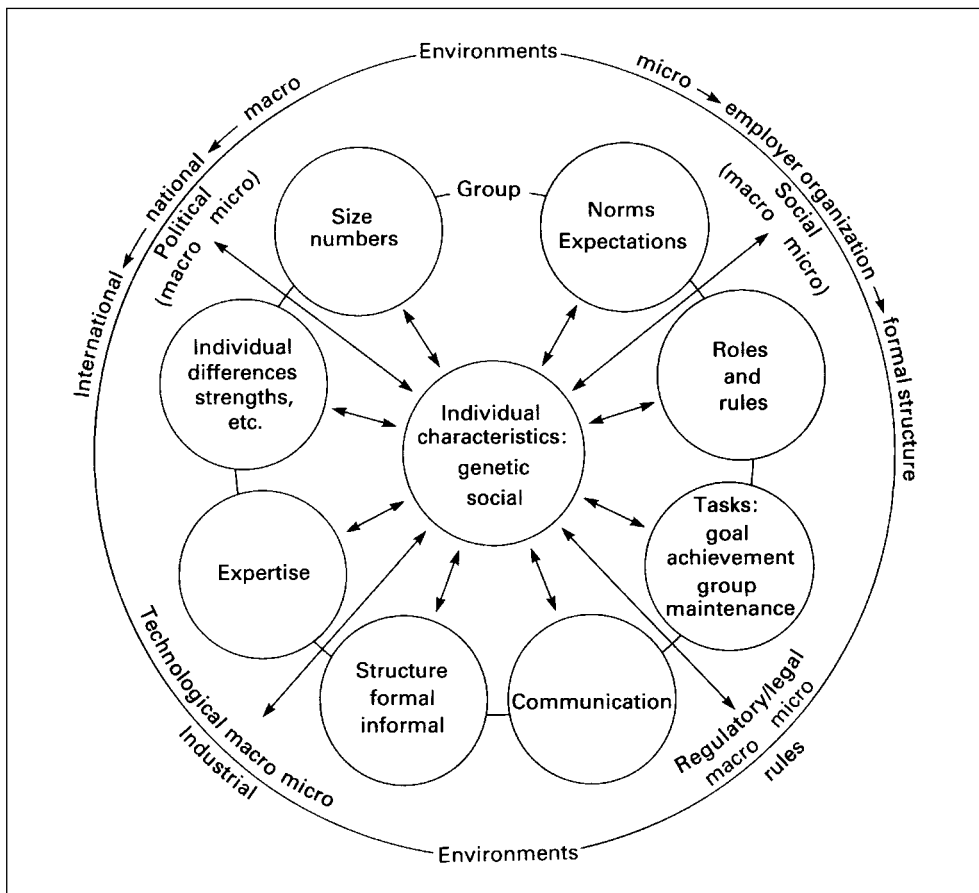 Environments
macro
national
International
micro
employer organization
formal structure
Political
(macro micro)
Social
(macro micro)
Group
Size
numbers
Norms
Expectations
Individual
differences
strengths,
etc.
Roles
and
rules
Individual
characteristics:
genetic
social
Expertise
Tasks:
goal
achievement
group
maintenance
Structure
formal
informal
Communication
Technological macro micro
Industrial
Regulatory/legal
macro micro
rules
Environments